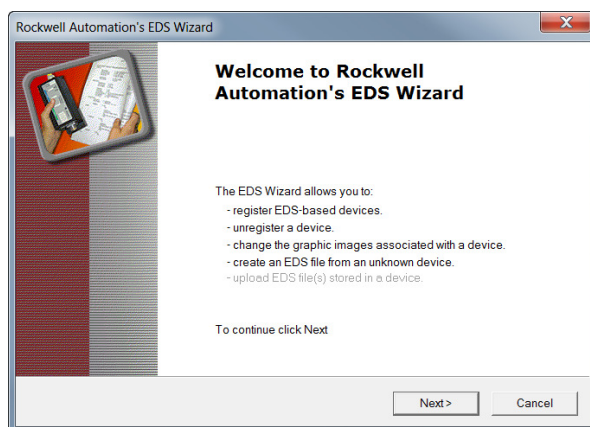 Rockwell Automation's EDS Wizard
Welcome to Rockwell
Automation's EDS Wizard
The EDS Wizard allows you to:
- register EDS-based devices.
- unregister a device.
- change the graphic images associated with a device.
- create an EDS file from an unknown device.
- upload EDS file(s) stored in a device.
To continue click Next
Next>
Cancel